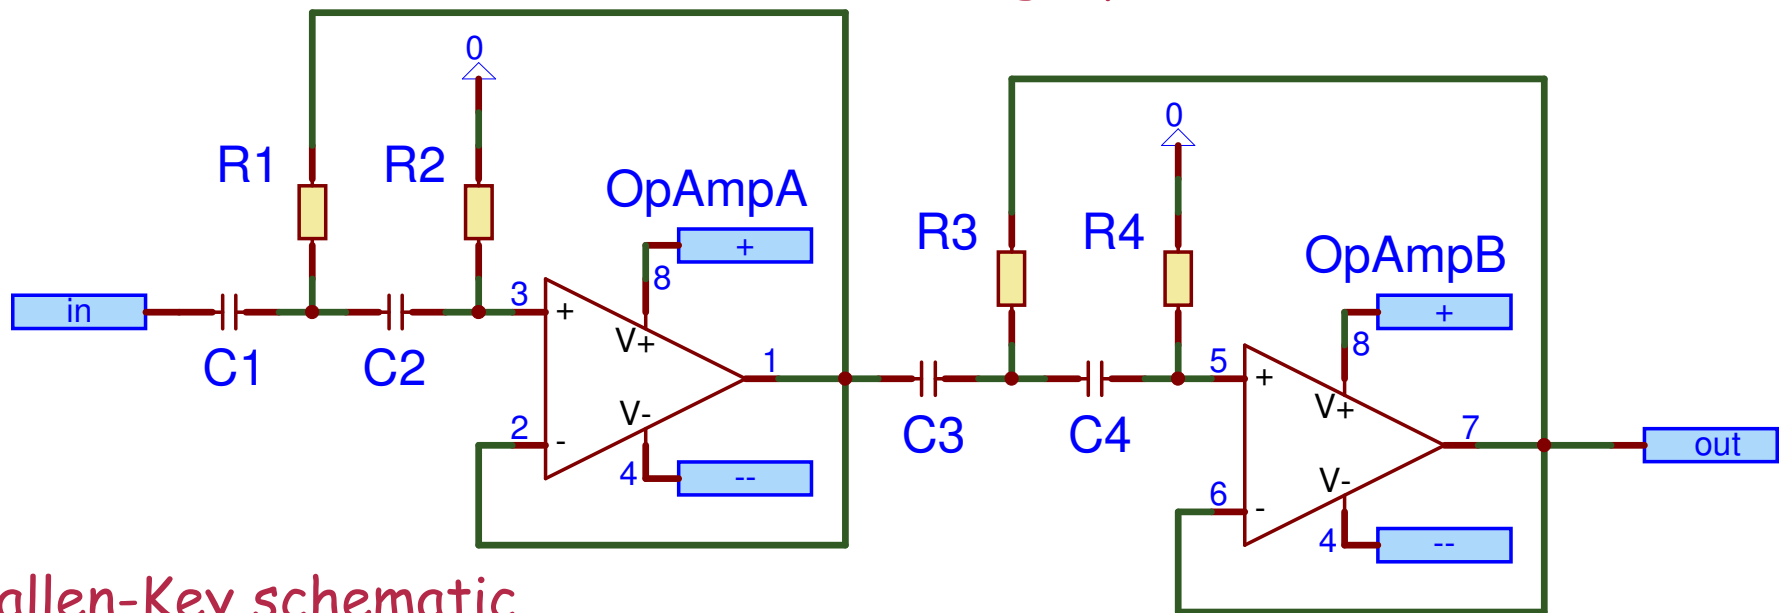 0
0
R1
R2
OpAmpA
+
8
R3
R4
OpAmpB
+
8
in
3
+
V+
C1
C2
1
5
+
V+
V-
2
-
4
--
C3
C4
7
out
V-
6
-
4
--
allen-Key schematic